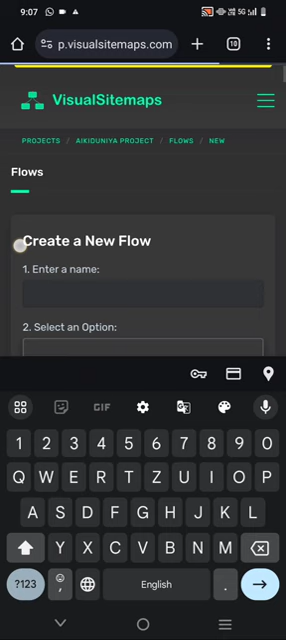 9:07
5G
p.visualsitemaps.com
10
VisualSitemaps
PROJECTS / AIKIDUNIYA PROJECT / FLOWS / NEW
Flows
Create a New Flow
1. Enter a name:
2. Select an Option:
GIF
1 2 3 4 5 6 7 8 9 0
Q W E R T Z U I O P
A S D F G H J K L
Y X C V B N M
?123 , English .